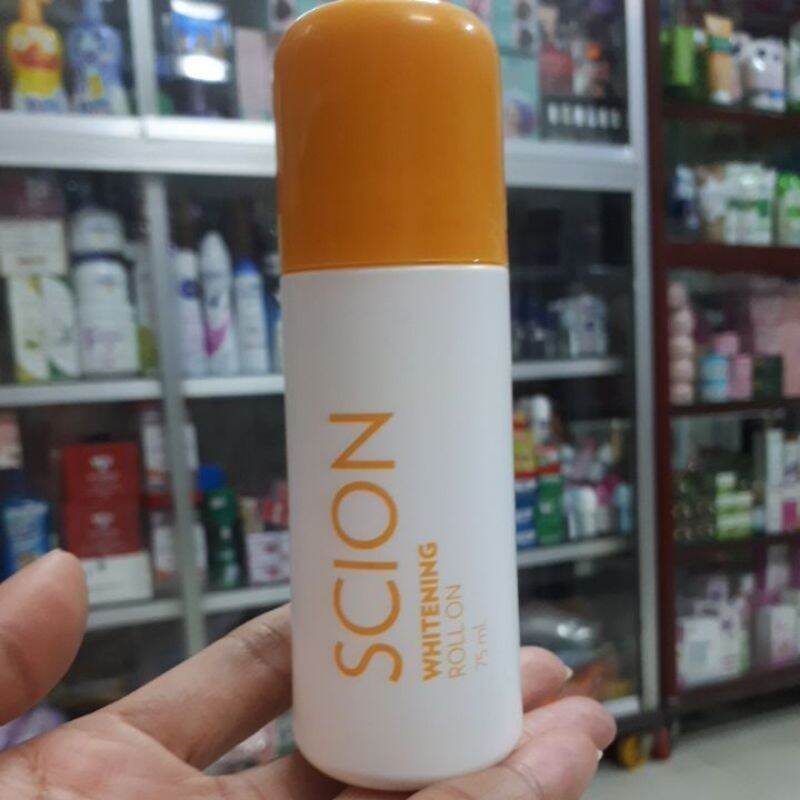 SCION
WHITENING
ROLL ON
75 ml